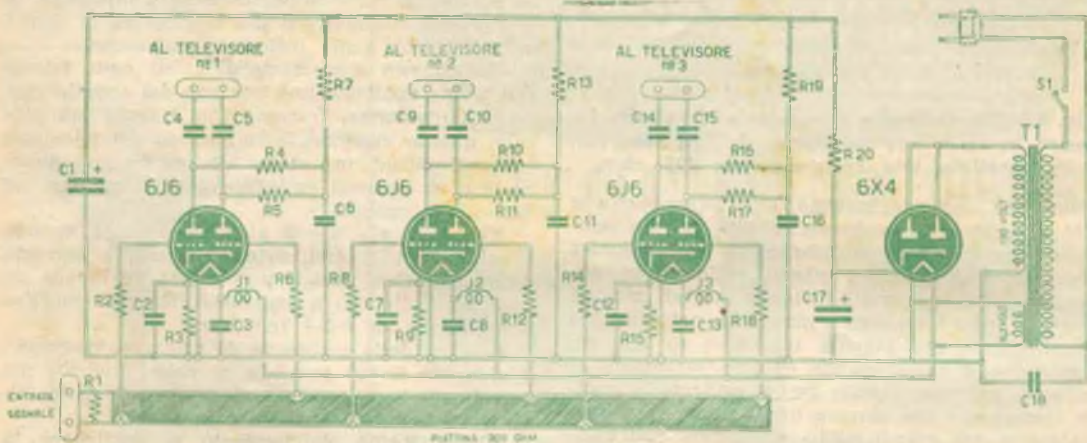 AL TELEVISORE
nº 1
AL TELEVISORE
nº 2
AL TELEVISORE
nº 3
R7
R13
R19
S1
C4
C5
C9
C10
C14
C15
T1
R4
R10
R16
R20
C1
+
6J6
6J6
6J6
6X4
R5
R11
R17
C6
C11
C16
J1
J2
J3
R2
C2
R3
C3
R6
R8
C7
R9
C8
R12
R14
C12
R15
C13
R18
C17
+
R1
ENTRATA
SEGNALE
C18
PIATTINA - 300 OHM